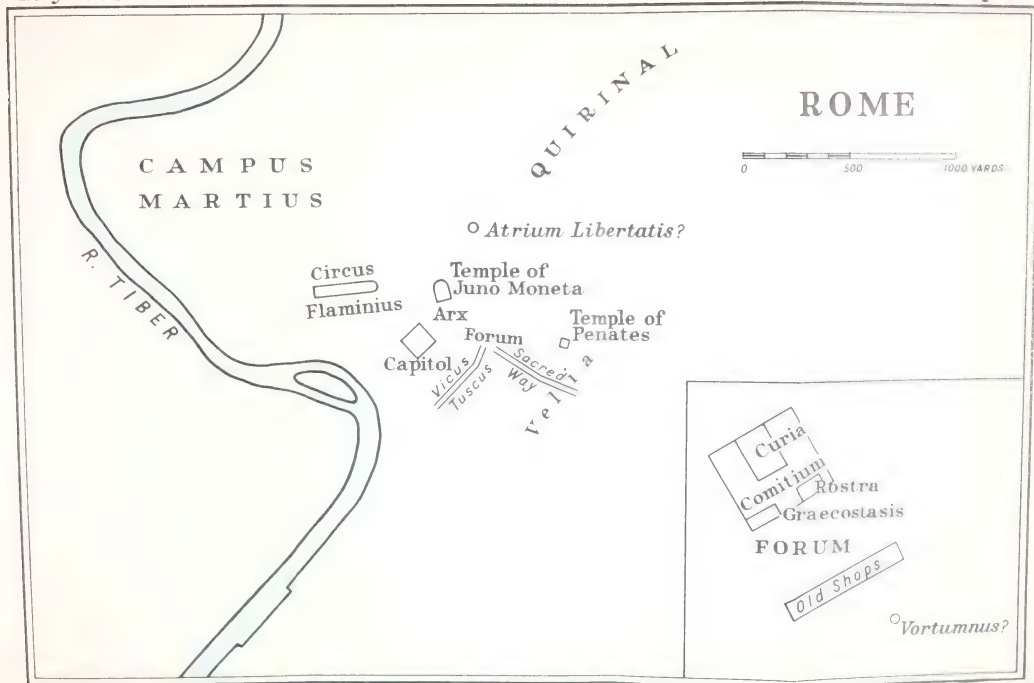 ROME
0 500 1000 YARDS
QUIRINAL
CAMPUS
MARTIUS
R. TIBER
Atrium Libertatis?
Circus
Flaminius
Temple of
Juno Moneta
Arx
Capitol
Forum
Temple of
Penates
Vicus
Tuscus
Sacred
Way
Velia
Curia
Comitium
Rostra
Graecostasis
FORUM
Old Shops
Vortumnus?